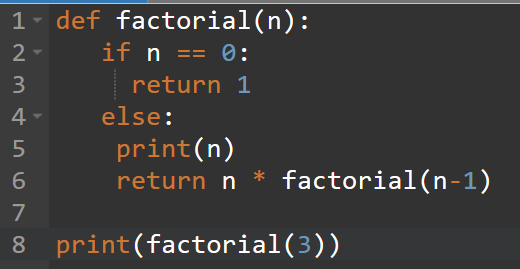 1 def factorial(n):
2    if n == 0:
3      return 1
4    else:
5     print(n)
6     return n * factorial(n-1)
7
8 print(factorial(3))